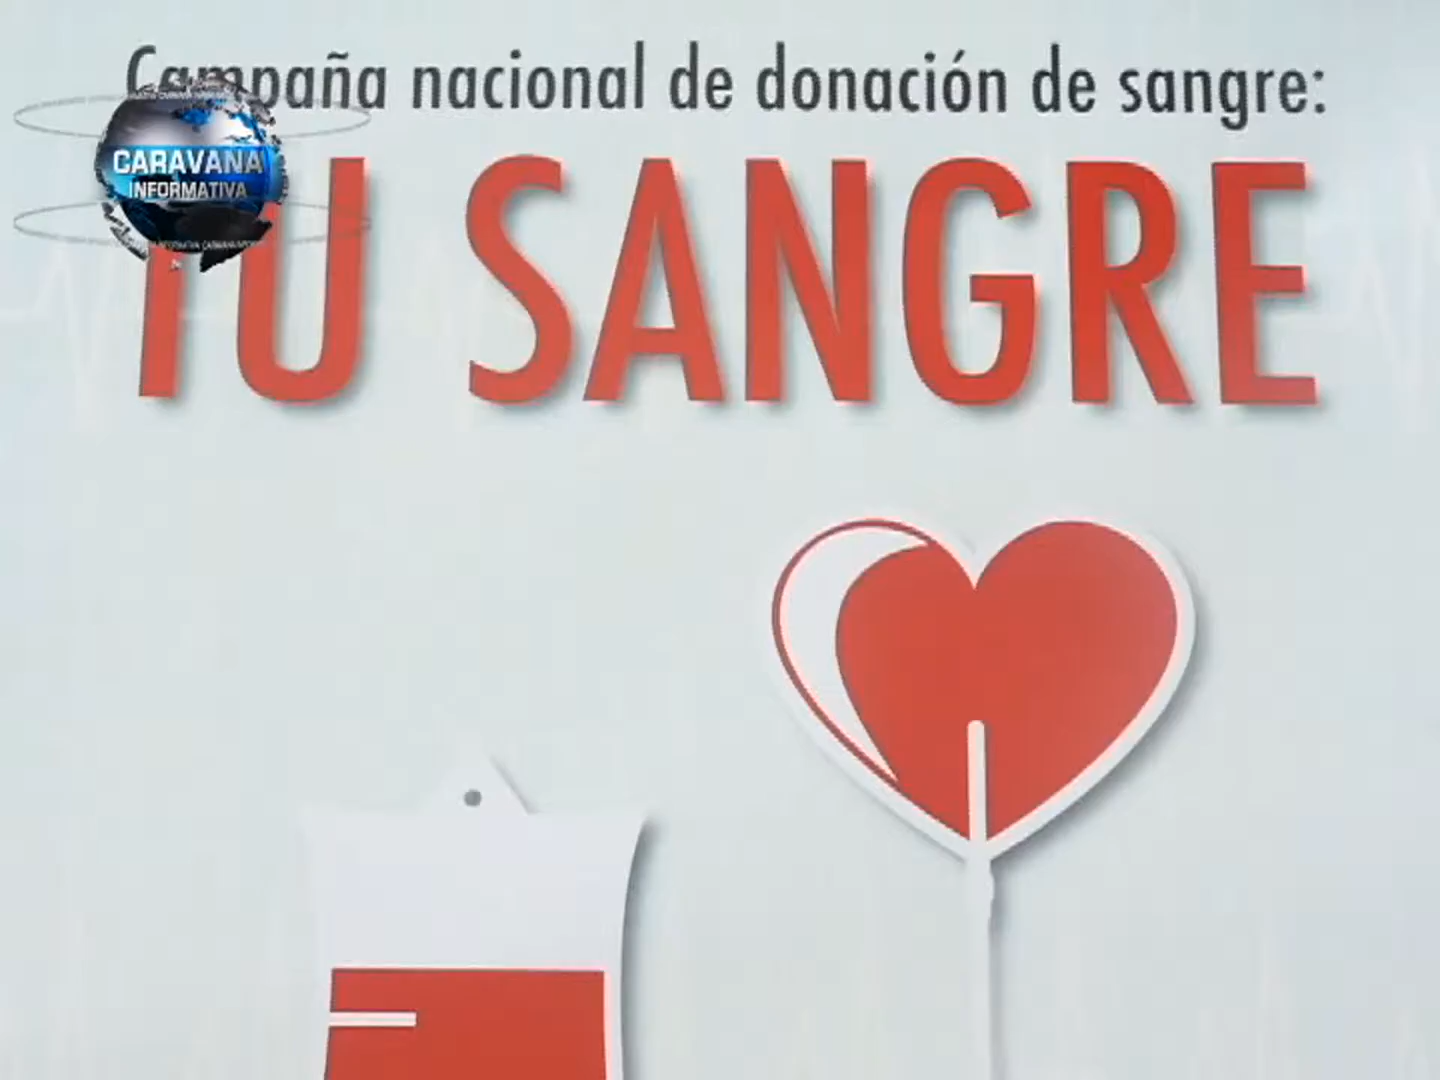 Campaña nacional de donación de sangre:
CARAVANA
INFORMATIVA
TU SANGRE